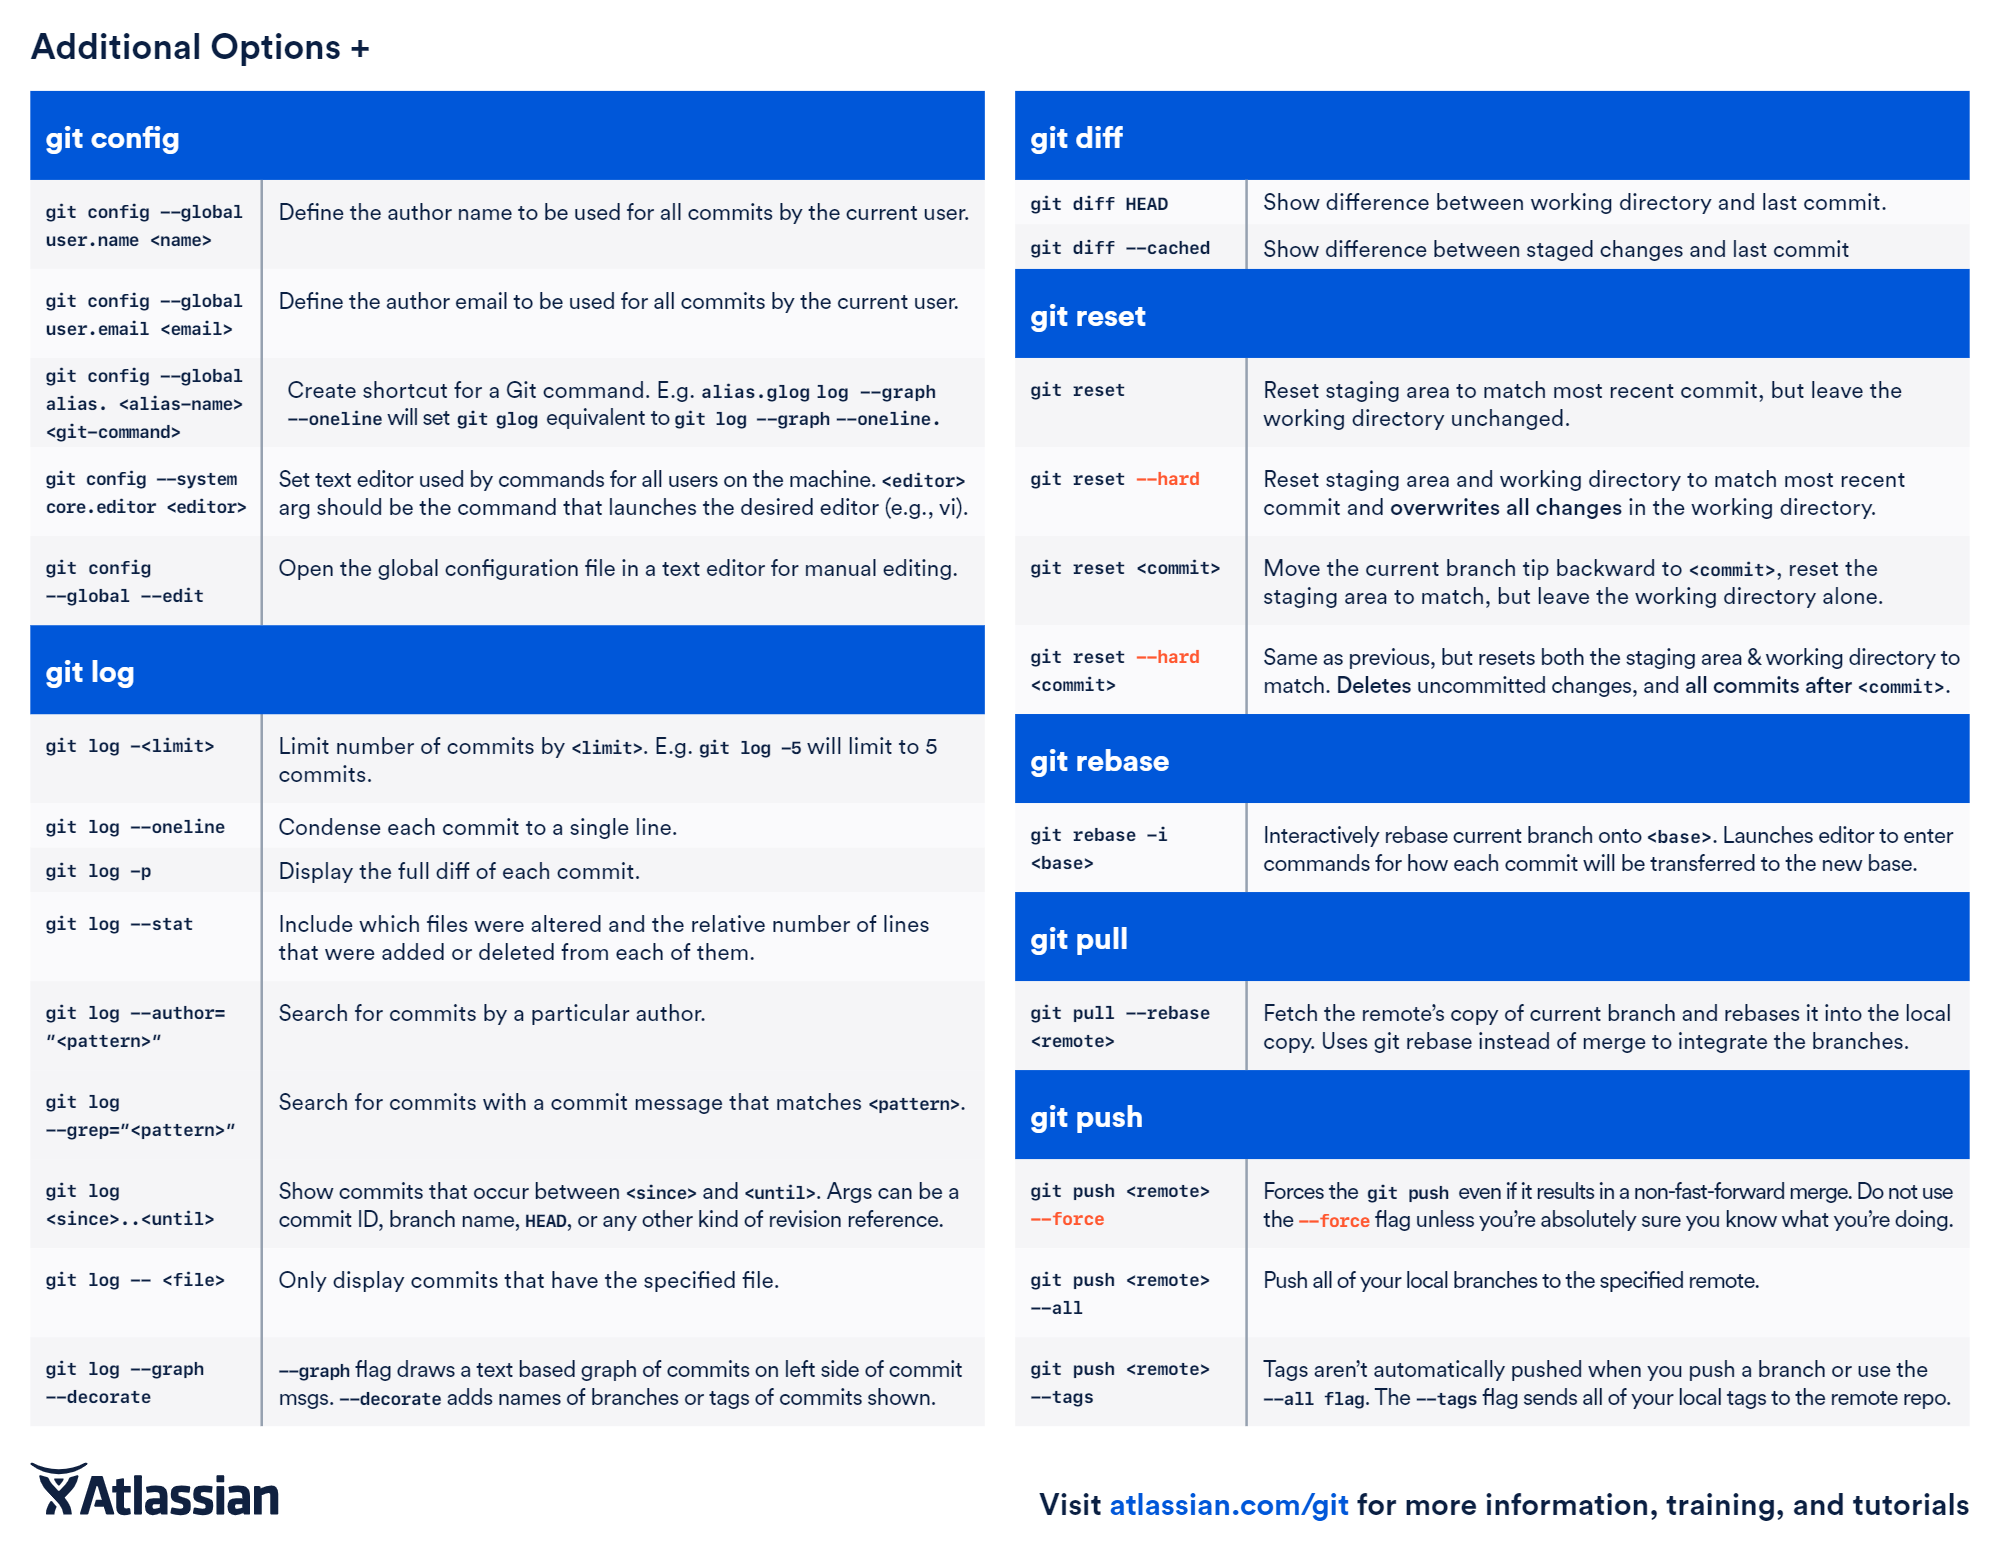 Additional Options +
git config
git config --global
user.name <name>
Define the author name to be used for all commits by the current user.
git config --global
user.email <email>
Define the author email to be used for all commits by the current user.
git config --global
alias. <alias-name>
<git-command>
Create shortcut for a Git command. E.g. alias.glog log --graph
--oneline will set git glog equivalent to git log --graph --oneline.
git config --system
core.editor <editor>
Set text editor used by commands for all users on the machine. <editor>
arg should be the command that launches the desired editor (e.g., vi).
git config
--global --edit
Open the global configuration file in a text editor for manual editing.
git log
git log -<limit>
Limit number of commits by <limit>. E.g. git log -5 will limit to 5
commits.
git log --oneline
Condense each commit to a single line.
git log -p
Display the full diff of each commit.
git log --stat
Include which files were altered and the relative number of lines
that were added or deleted from each of them.
git log --author=
"<pattern>"
Search for commits by a particular author.
git log
--grep="<pattern>"
Search for commits with a commit message that matches <pattern>.
git log
<since>..<until>
Show commits that occur between <since> and <until>. Args can be a
commit ID, branch name, HEAD, or any other kind of revision reference.
git log -- <file>
Only display commits that have the specified file.
git log --graph
--decorate
--graph flag draws a text based graph of commits on left side of commit
msgs. --decorate adds names of branches or tags of commits shown.
git diff
git diff HEAD
Show difference between working directory and last commit.
git diff --cached
Show difference between staged changes and last commit
git reset
git reset
Reset staging area to match most recent commit, but leave the
working directory unchanged.
git reset --hard
Reset staging area and working directory to match most recent
commit and overwrites all changes in the working directory.
git reset <commit>
Move the current branch tip backward to <commit>, reset the
staging area to match, but leave the working directory alone.
git reset --hard
<commit>
Same as previous, but resets both the staging area & working directory to
match. Deletes uncommitted changes, and all commits after <commit>.
git rebase
git rebase -i
<base>
Interactively rebase current branch onto <base>. Launches editor to enter
commands for how each commit will be transferred to the new base.
git pull
git pull --rebase
<remote>
Fetch the remote's copy of current branch and rebases it into the local
copy. Uses git rebase instead of merge to integrate the branches.
git push
git push <remote>
--force
Forces the git push even if it results in a non-fast-forward merge. Do not use
the --force flag unless you're absolutely sure you know what you're doing.
git push <remote>
--all
Push all of your local branches to the specified remote.
git push <remote>
--tags
Tags aren't automatically pushed when you push a branch or use the
--all flag. The --tags flag sends all of your local tags to the remote repo.
Atlassian
Visit atlassian.com/git for more information, training, and tutorials